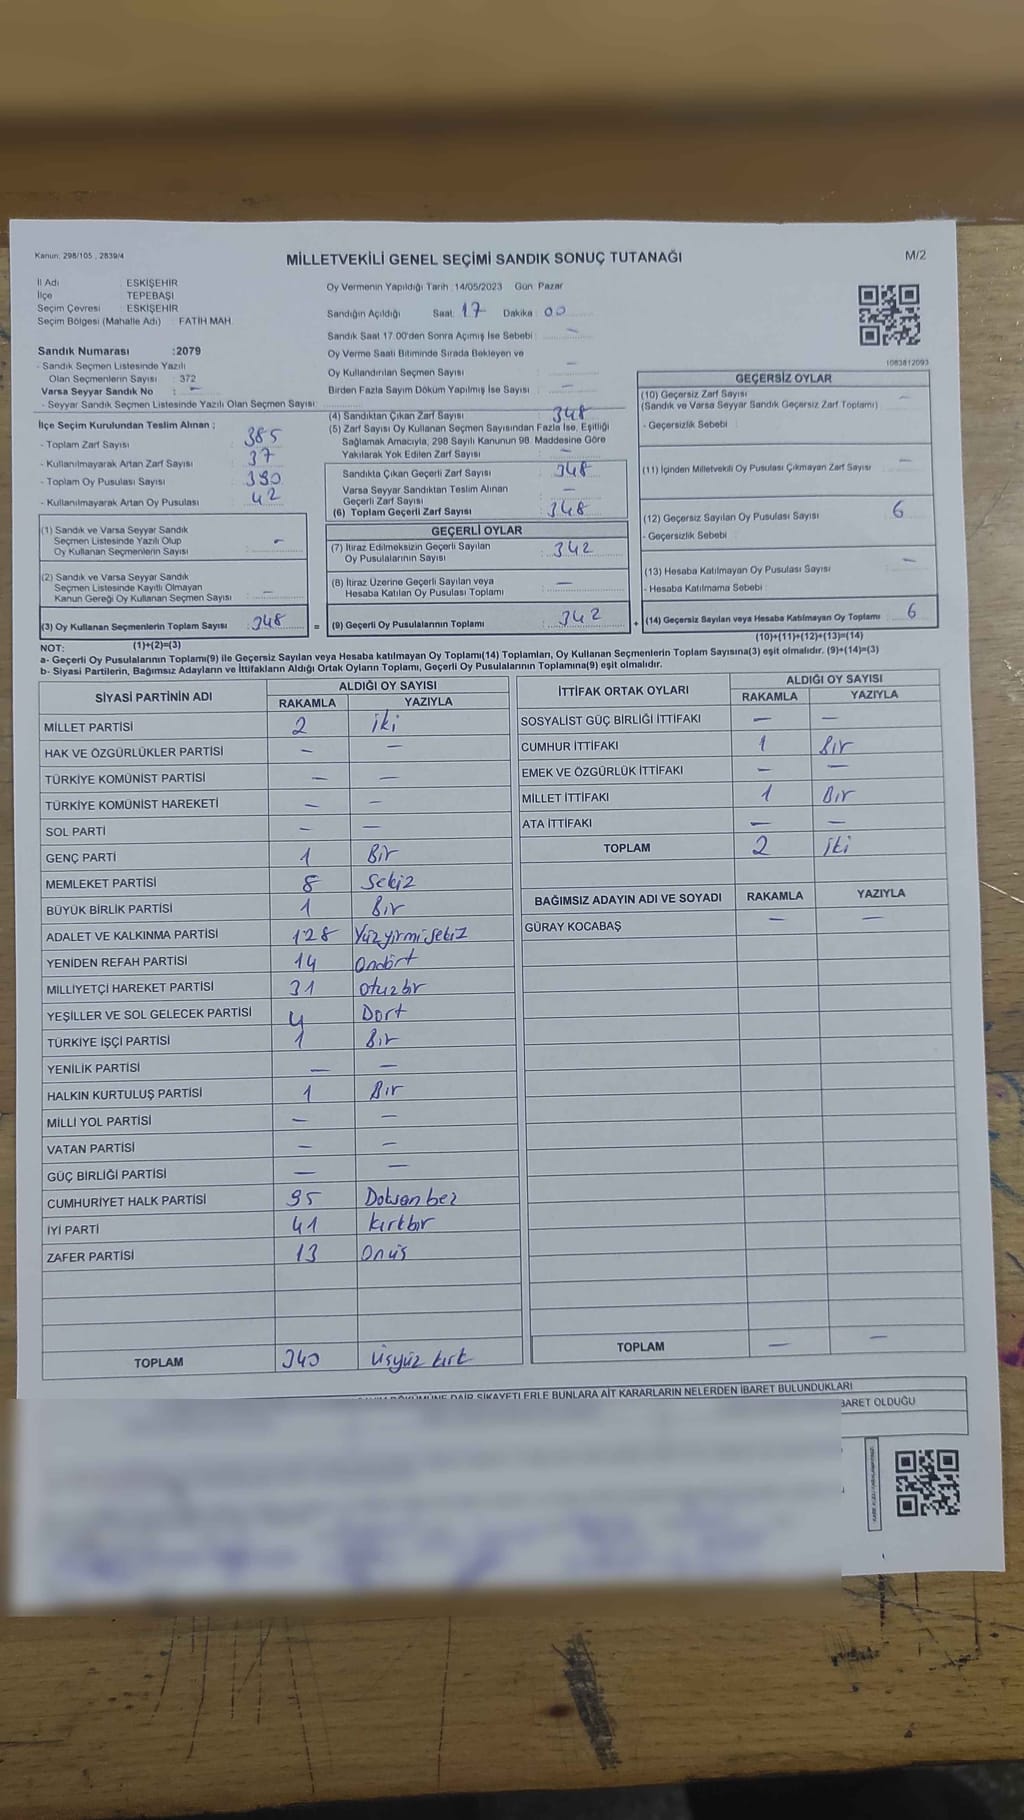 Kanun: 298/105 , 2839/4
MİLLETVEKİLİ GENEL SEÇİMİ SANDIK SONUÇ TUTANAĞI
M/2
İl Adı : ESKİŞEHİR
İlçe : TEPEBAŞI
Seçim Çevresi : ESKİŞEHİR
Seçim Bölgesi (Mahalle Adı) : FATİH MAH.
Oy Vermenin Yapıldığı Tarih :14/05/2023 Gün: Pazar
Sandığın Açıldığı Saat: 17 Dakika: 00
Sandık Saat 17.00'den Sonra Açımış İse Sebebi : —
Oy Verme Saati Bitiminde Sırada Bekleyen ve
Oy Kullandırılan Seçmen Sayısı : —
Birden Fazla Sayım Döküm Yapılmış İse Sayısı : —
1083812093
Sandık Numarası :2079
- Sandık Seçmen Listesinde Yazılı
Olan Seçmenlerin Sayısı : 372
Varsa Seyyar Sandık No : —
- Seyyar Sandık Seçmen Listesinde Yazılı Olan Seçmen Sayısı:
İlçe Seçim Kurulundan Teslim Alınan :
- Toplam Zarf Sayısı : 385
- Kullanılmayarak Artan Zarf Sayısı : 37
- Toplam Oy Pusulası Sayısı : 390
- Kullanılmayarak Artan Oy Pusulası : 42
(4) Sandıktan Çıkan Zarf Sayısı : 348
(5) Zarf Sayısı Oy Kullanan Seçmen Sayısından Fazla İse, Eşitliği
Sağlamak Amacıyla, 298 Sayılı Kanunun 98. Maddesine Göre
Yakılarak Yok Edilen Zarf Sayısı : —
Sandıkta Çıkan Geçerli Zarf Sayısı : 348
Varsa Seyyar Sandıktan Teslim Alınan
Geçerli Zarf Sayısı : —
(6) Toplam Geçerli Zarf Sayısı : 348
GEÇERSİZ OYLAR
(10) Geçersiz Zarf Sayısı
(Sandık ve Varsa Seyyar Sandık Geçersiz Zarf Toplamı) : —
- Geçersizlik Sebebi :
(11) İçinden Milletvekili Oy Pusulası Çıkmayan Zarf Sayısı : —
(12) Geçersiz Sayılan Oy Pusulası Sayısı : 6
- Geçersizlik Sebebi :
(13) Hesaba Katılmayan Oy Pusulası Sayısı : —
- Hesaba Katılmama Sebebi :
(14) Geçersiz Sayılan veya Hesaba Katılmayan Oy Toplamı : 6
(1) Sandık ve Varsa Seyyar Sandık
Seçmen Listesinde Yazılı Olup
Oy Kullanan Seçmenlerin Sayısı : —
(2) Sandık ve Varsa Seyyar Sandık
Seçmen Listesinde Kayıtlı Olmayan
Kanun Gereği Oy Kullanan Seçmen Sayısı : —
(3) Oy Kullanan Seçmenlerin Toplam Sayısı : 348 =
GEÇERLİ OYLAR
(7) İtiraz Edilmeksizin Geçerli Sayılan
Oy Pusulalarının Sayısı : 342
(8) İtiraz Üzerine Geçerli Sayılan veya
Hesaba Katılan Oy Pusulası Toplamı : —
(9) Geçerli Oy Pusulalarının Toplamı : 342 +
NOT: (1)+(2)=(3)
(10)+(11)+(12)+(13)=(14)
a- Geçerli Oy Pusulalarının Toplamı(9) ile Geçersiz Sayılan veya Hesaba katılmayan Oy Toplamı(14) Toplamları, Oy Kullanan Seçmenlerin Toplam Sayısına(3) eşit olmalıdır. (9)+(14)=(3)
b- Siyasi Partilerin, Bağımsız Adayların ve İttifakların Aldığı Ortak Oyların Toplamı, Geçerli Oy Pusulalarının Toplamına(9) eşit olmalıdır.
SİYASİ PARTİNİN ADI ALDIĞI OY SAYISI
RAKAMLA YAZIYLA
MİLLET PARTİSİ 2 iki
HAK VE ÖZGÜRLÜKLER PARTİSİ — —
TÜRKİYE KOMÜNİST PARTİSİ — —
TÜRKİYE KOMÜNİST HAREKETİ — —
SOL PARTİ — —
GENÇ PARTİ 1 Bir
MEMLEKET PARTİSİ 8 Sekiz
BÜYÜK BİRLİK PARTİSİ 1 Bir
ADALET VE KALKINMA PARTİSİ 128 Yüzyirmisekiz
YENİDEN REFAH PARTİSİ 14 Ondört
MİLLİYETÇİ HAREKET PARTİSİ 31 otuzbir
YEŞİLLER VE SOL GELECEK PARTİSİ 4 Dört
TÜRKİYE İŞÇİ PARTİSİ 1 Bir
YENİLİK PARTİSİ — —
HALKIN KURTULUŞ PARTİSİ 1 Bir
MİLLİ YOL PARTİSİ — —
VATAN PARTİSİ — —
GÜÇ BİRLİĞİ PARTİSİ — —
CUMHURİYET HALK PARTİSİ 95 Doksan beş
İYİ PARTİ 41 kırkbir
ZAFER PARTİSİ 13 Onüç
TOPLAM 340 üçyüz kırk
İTTİFAK ORTAK OYLARI ALDIĞI OY SAYISI
RAKAMLA YAZIYLA
SOSYALİST GÜÇ BİRLİĞİ İTTİFAKI — —
CUMHUR İTTİFAKI 1 Bir
EMEK VE ÖZGÜRLÜK İTTİFAKI — —
MİLLET İTTİFAKI 1 Bir
ATA İTTİFAKI — —
TOPLAM 2 iki
BAĞIMSIZ ADAYIN ADI VE SOYADI RAKAMLA YAZIYLA
GÜRAY KOCABAŞ — —
TOPLAM — —
DÖKÜMÜNE DAİR ŞİKAYETLERLE BUNLARA AİT KARARLARIN NELERDEN İBARET BULUNDUKLARI
BARET OLDUĞU